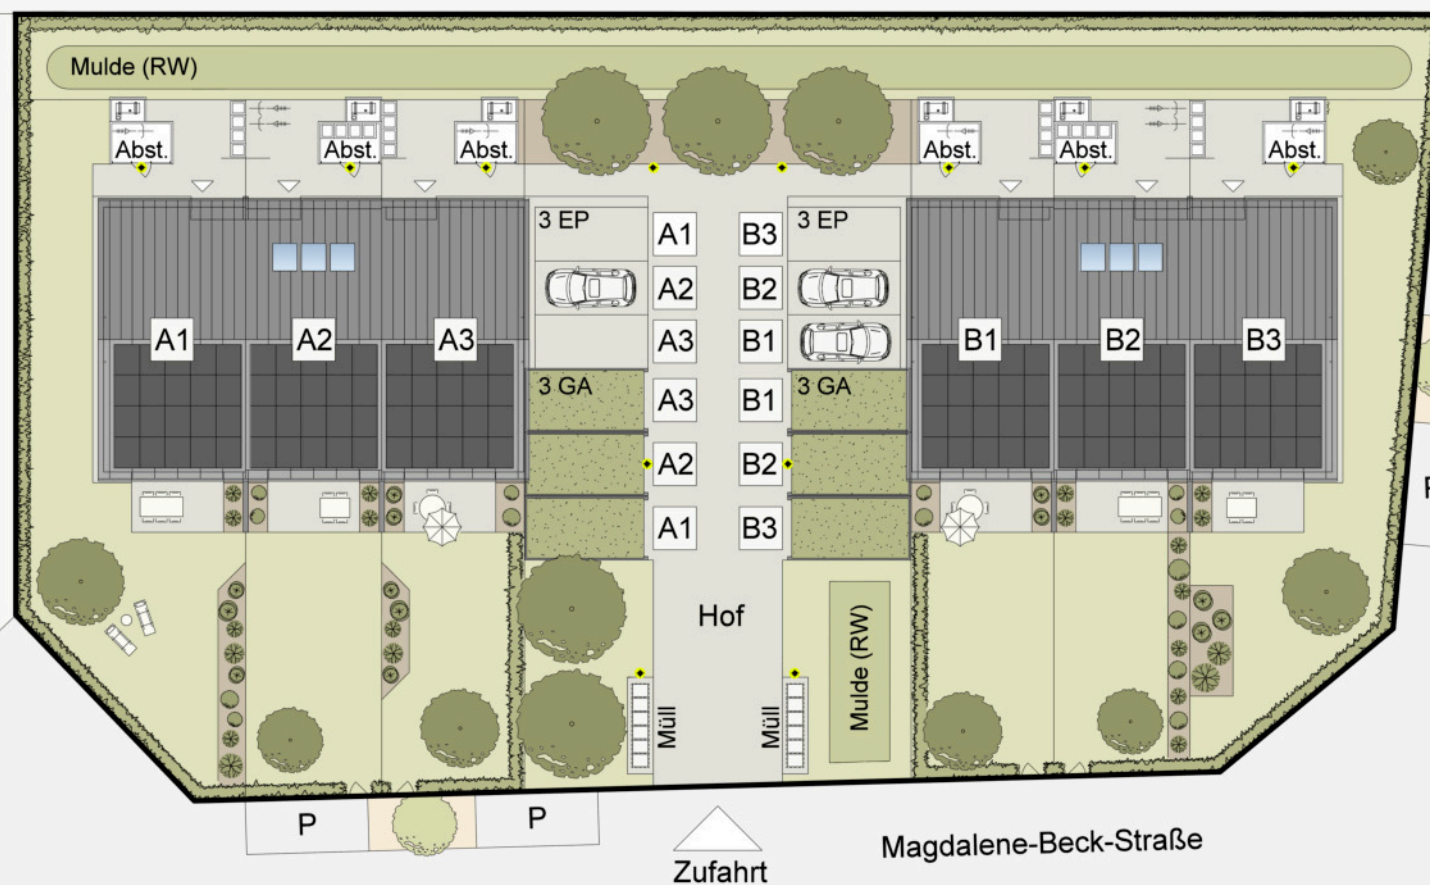 Mulde (RW)
Abst.
Abst.
Abst.
Abst.
Abst.
Abst.
3 EP
A1
B3
3 EP
A2
B2
A1
A2
A3
A3
B1
B1
B2
B3
3 GA
A3
B1
3 GA
A2
B2
A1
B3
Hof
Mulde (RW)
Müll
Müll
P
P
Zufahrt
Magdalene-Beck-Straße